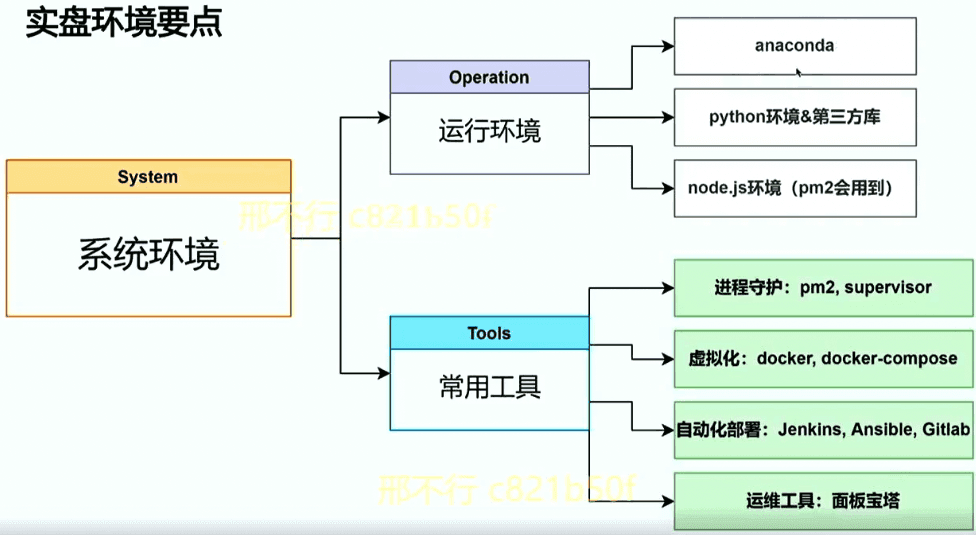 实盘环境要点
System
系统环境
Operation
运行环境
anaconda
python环境&第三方库
node.js环境（pm2会用到）
Tools
常用工具
进程守护：pm2, supervisor
虚拟化：docker, docker-compose
自动化部署：Jenkins, Ansible, Gitlab
运维工具：面板宝塔
邢不行 c821b50f
邢不行 c821b50f